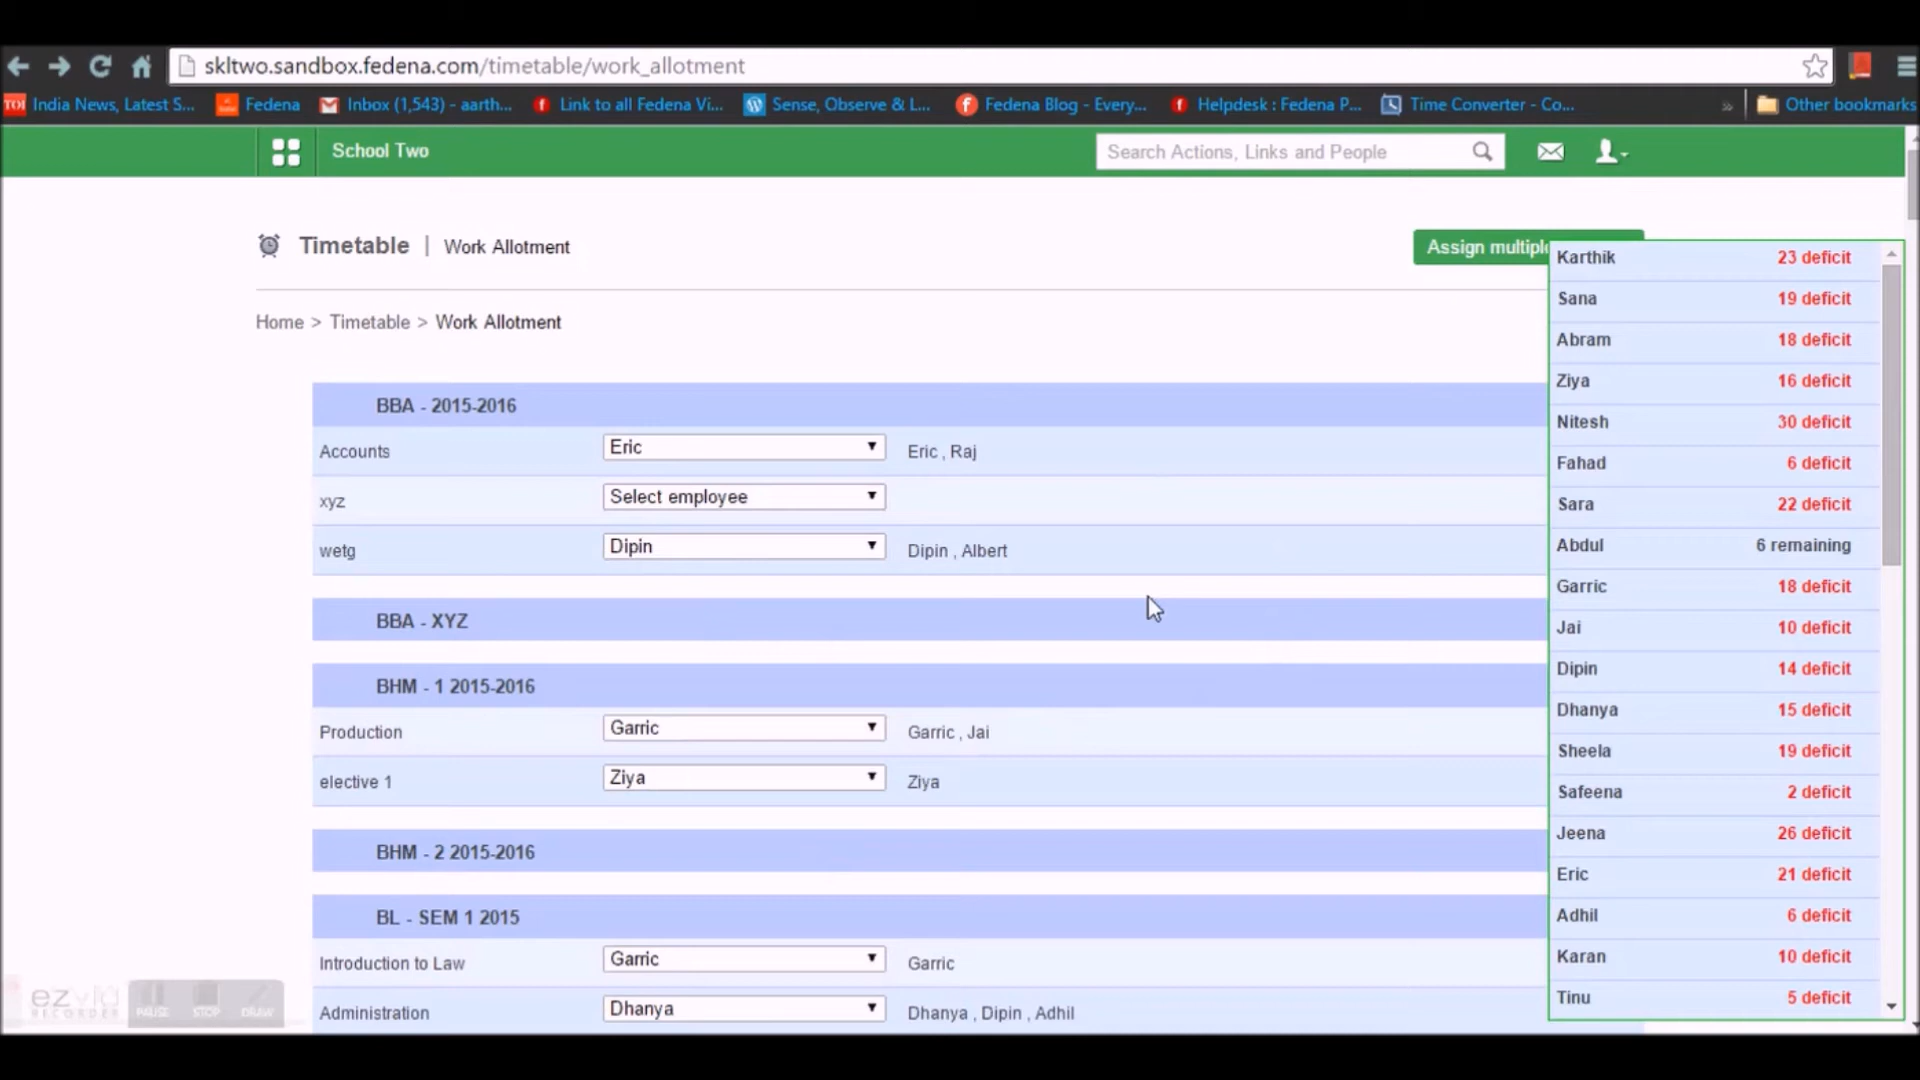 skltwo.sandbox.fedena.com/timetable/work_allotment
TOI India News, Latest S... Fedena Inbox (1,543) - aarth... Link to all Fedena Vi... Sense, Observe & L... Fedena Blog - Every... Helpdesk : Fedena P... Time Converter - Co... » Other bookmarks
School Two Search Actions, Links and People
Timetable | Work Allotment Assign multiple
Home > Timetable > Work Allotment
BBA - 2015-2016
Accounts Eric Eric , Raj
xyz Select employee
wetg Dipin Dipin , Albert
BBA - XYZ
BHM - 1 2015-2016
Production Garric Garric , Jai
elective 1 Ziya Ziya
BHM - 2 2015-2016
BL - SEM 1 2015
Introduction to Law Garric Garric
Administration Dhanya Dhanya , Dipin , Adhil
Karthik 23 deficit
Sana 19 deficit
Abram 18 deficit
Ziya 16 deficit
Nitesh 30 deficit
Fahad 6 deficit
Sara 22 deficit
Abdul 6 remaining
Garric 18 deficit
Jai 10 deficit
Dipin 14 deficit
Dhanya 15 deficit
Sheela 19 deficit
Safeena 2 deficit
Jeena 26 deficit
Eric 21 deficit
Adhil 6 deficit
Karan 10 deficit
Tinu 5 deficit
ezvid
RECORDER PAUSE STOP DRAW